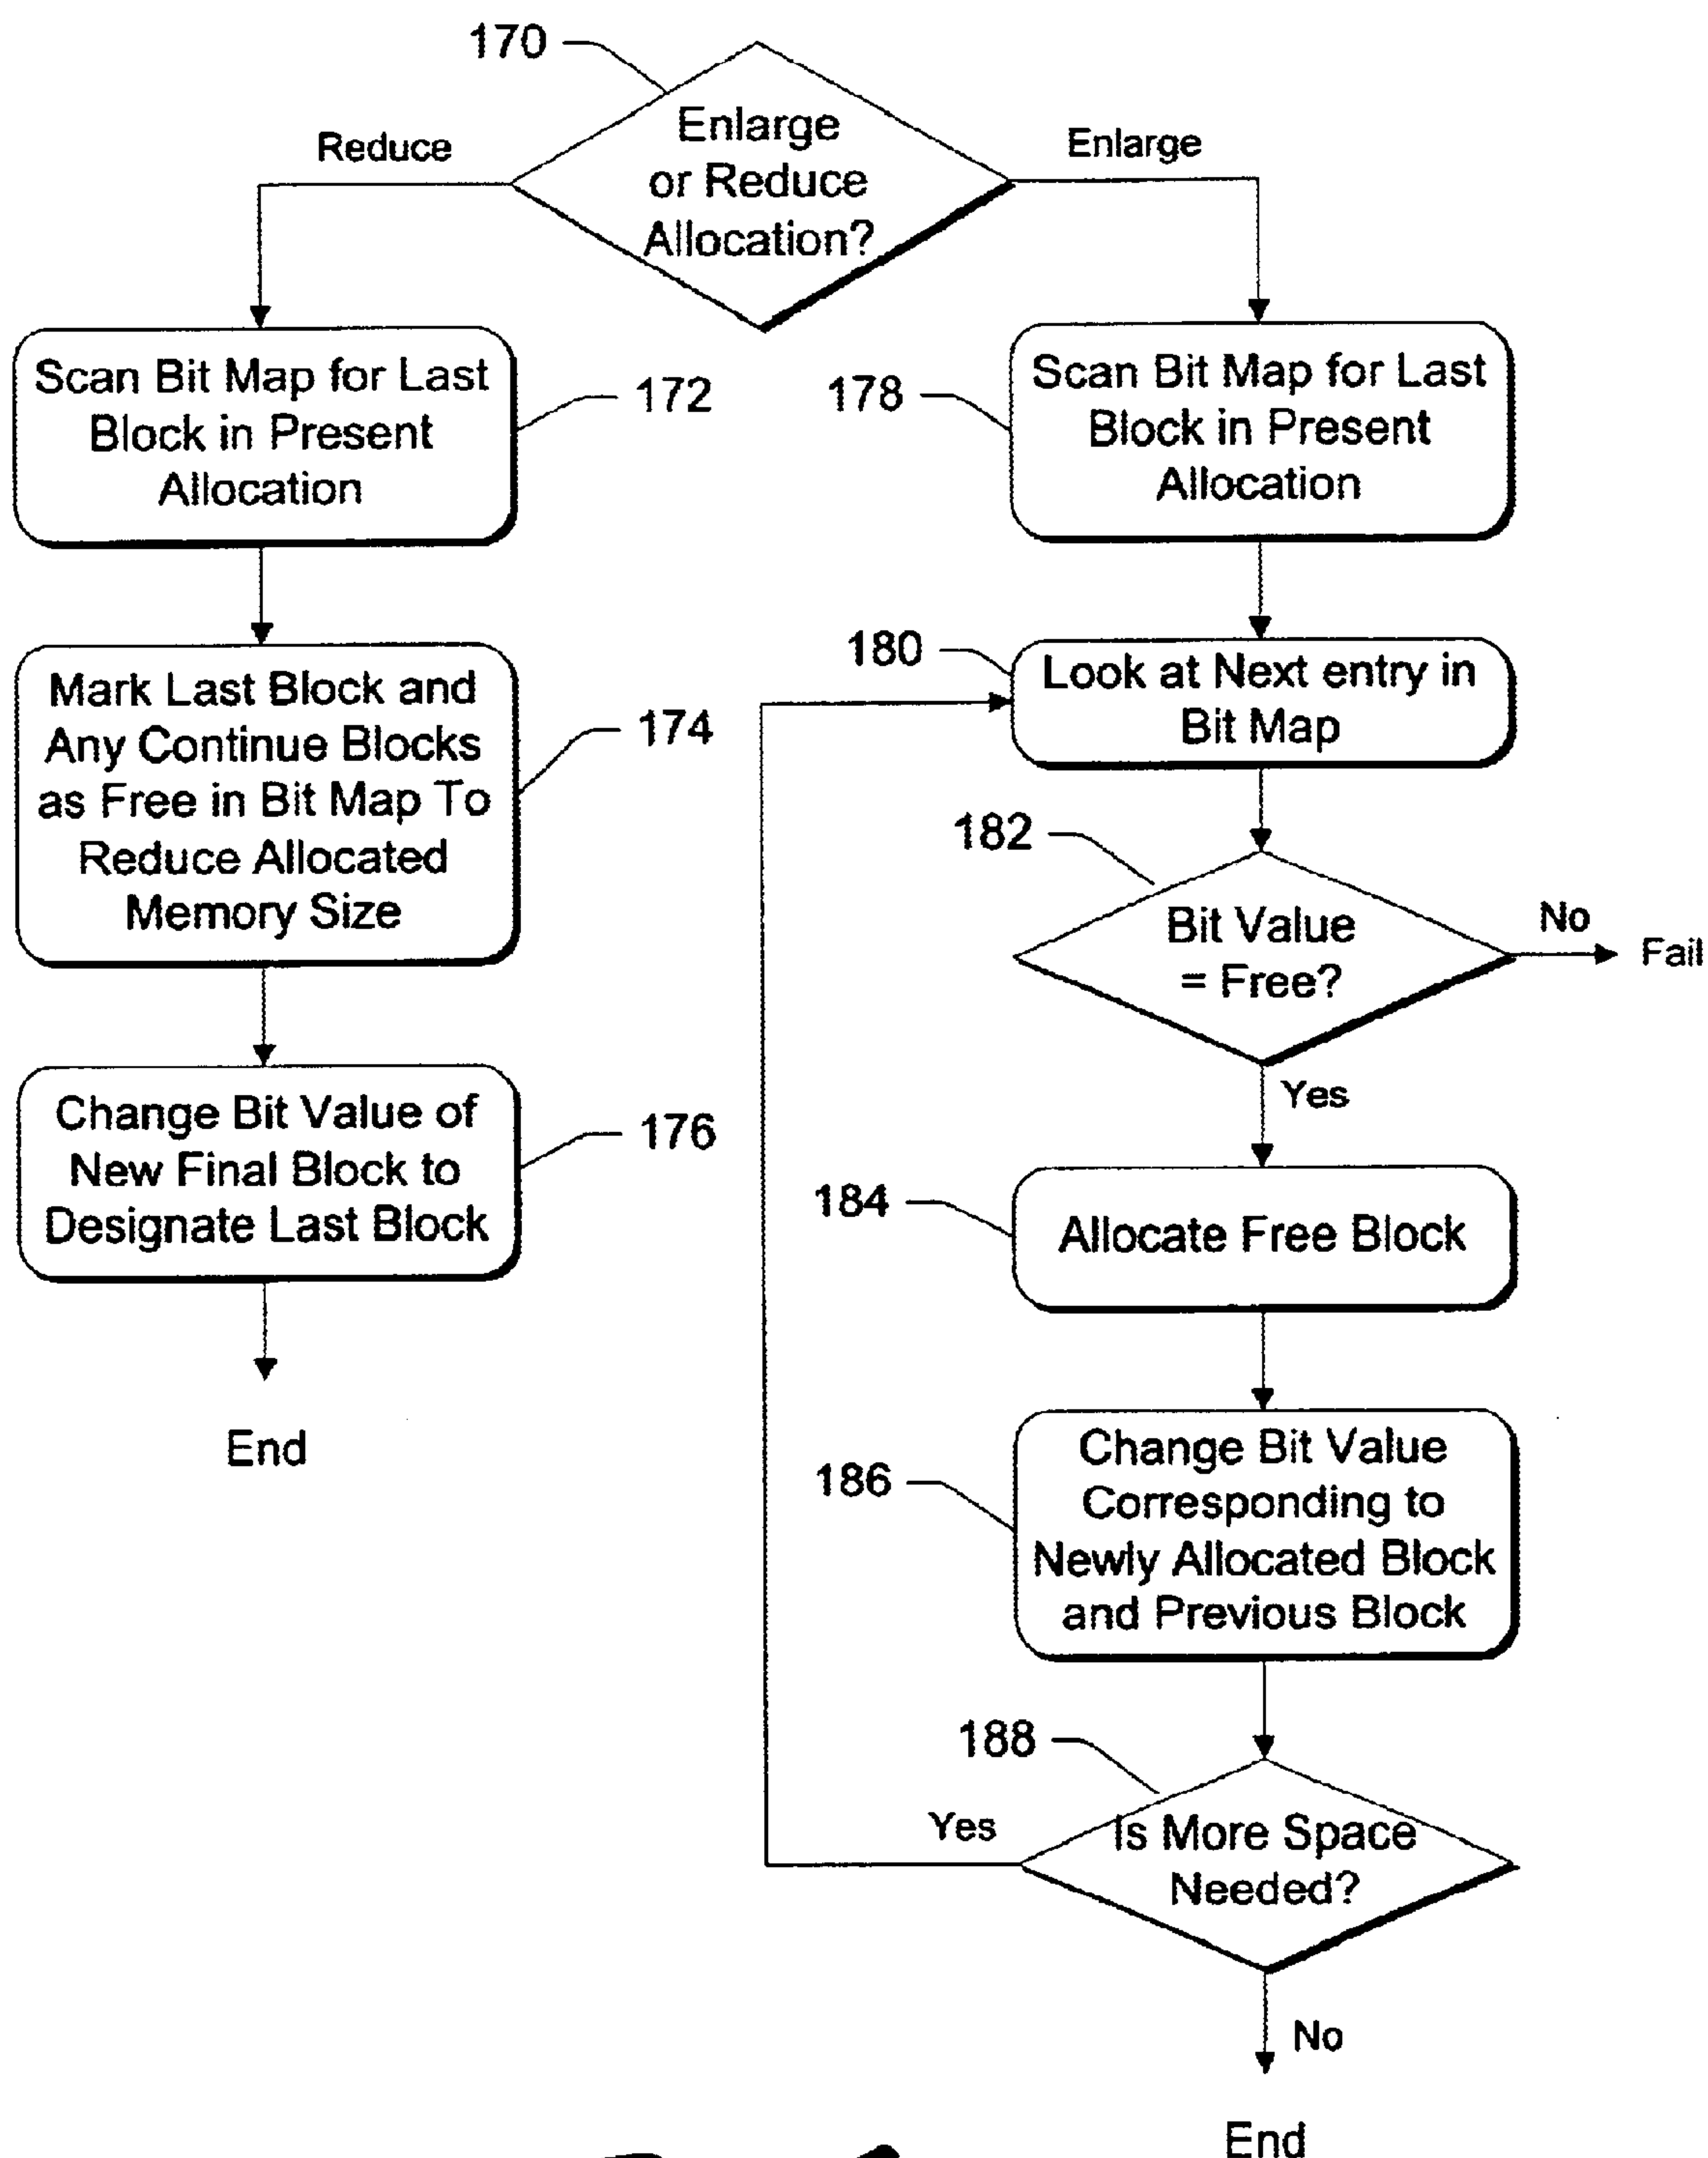 170
Enlarge
or Reduce
Allocation?
Reduce
Enlarge
Scan Bit Map for Last
Block in Present
Allocation
172
Mark Last Block and
Any Continue Blocks
as Free in Bit Map To
Reduce Allocated
Memory Size
174
Change Bit Value of
New Final Block to
Designate Last Block
176
End
178
Scan Bit Map for Last
Block in Present
Allocation
180
Look at Next entry in
Bit Map
182
Bit Value
= Free?
No
Fail
Yes
184
Allocate Free Block
186
Change Bit Value
Corresponding to
Newly Allocated Block
and Previous Block
188
Is More Space
Needed?
Yes
No
End